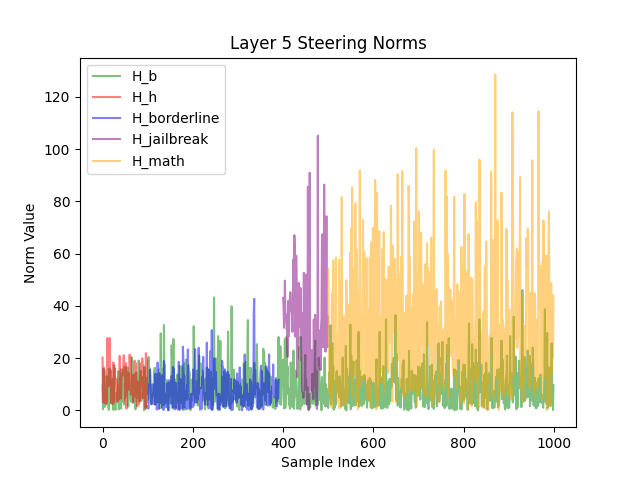 Layer 5 Steering Norms
H_b
H_h
H_borderline
H_jailbreak
H_math
Norm Value
120
100
80
60
40
20
0
0 200 400 600 800 1000
Sample Index